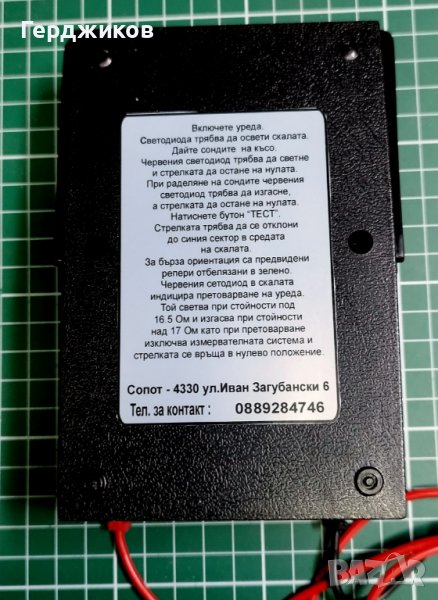 Герджиков
Включете уреда.
Светодиода трябва да освети скалата.
Дайте сондите на късо.
Червения светодиод трябва да светне
и стрелката да остане на нулата.
При раделяне на сондите червения
светодиод трябва да изгасне,
а стрелката да остане на нулата.
Натиснете бутон "ТЕСТ".
Стрелката трябва да се отклони
до синия сектор в средата
на скалата.
За бърза ориентация са предвидени
репери отбелязани в зелено.
Червения сетодиод в скалата
индицира претоварване на уреда.
Той светва при стойности под
16.5 Ом и изгасва при стойност
над 17 Ом като при претоварване
изключва измервателната система и
стрелката се връща в нулево положение.
Сопот - 4330 ул.Иван Загубански 6
Тел. за контакт : 0889284746
BAZAR